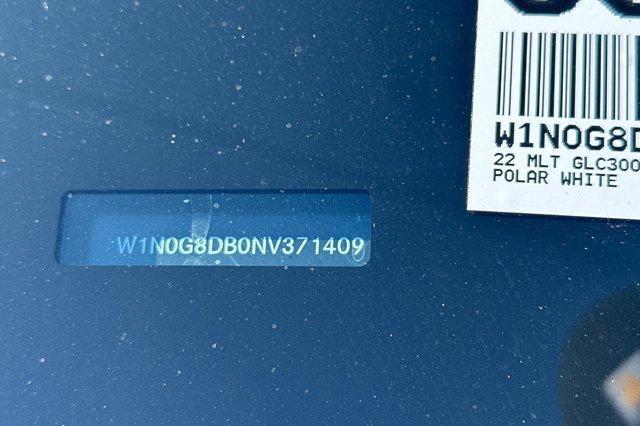 W1N0G8D
22 MLT GLC300
POLAR WHITE
W1N0G8DB0NV371409